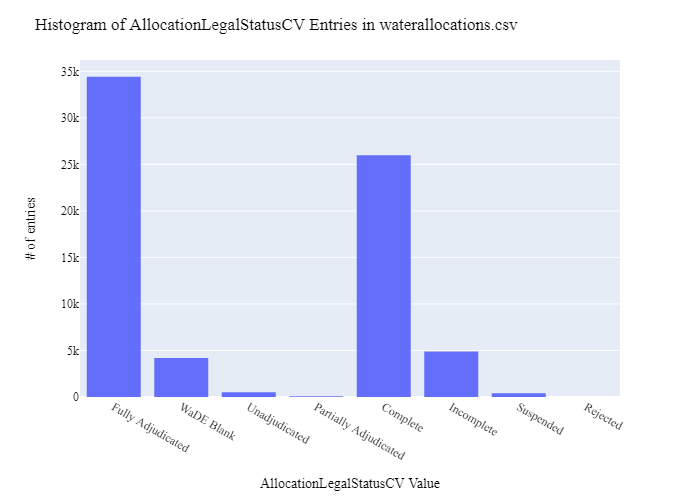 Histogram of AllocationLegalStatusCV Entries in waterallocations.csv
35k
30k
25k
20k
15k
10k
5k
0
# of entries
Fully Adjudicated
WaDE Blank
Unadjudicated
Partially Adjudicated
Complete
Incomplete
Suspended
Rejected
AllocationLegalStatusCV Value